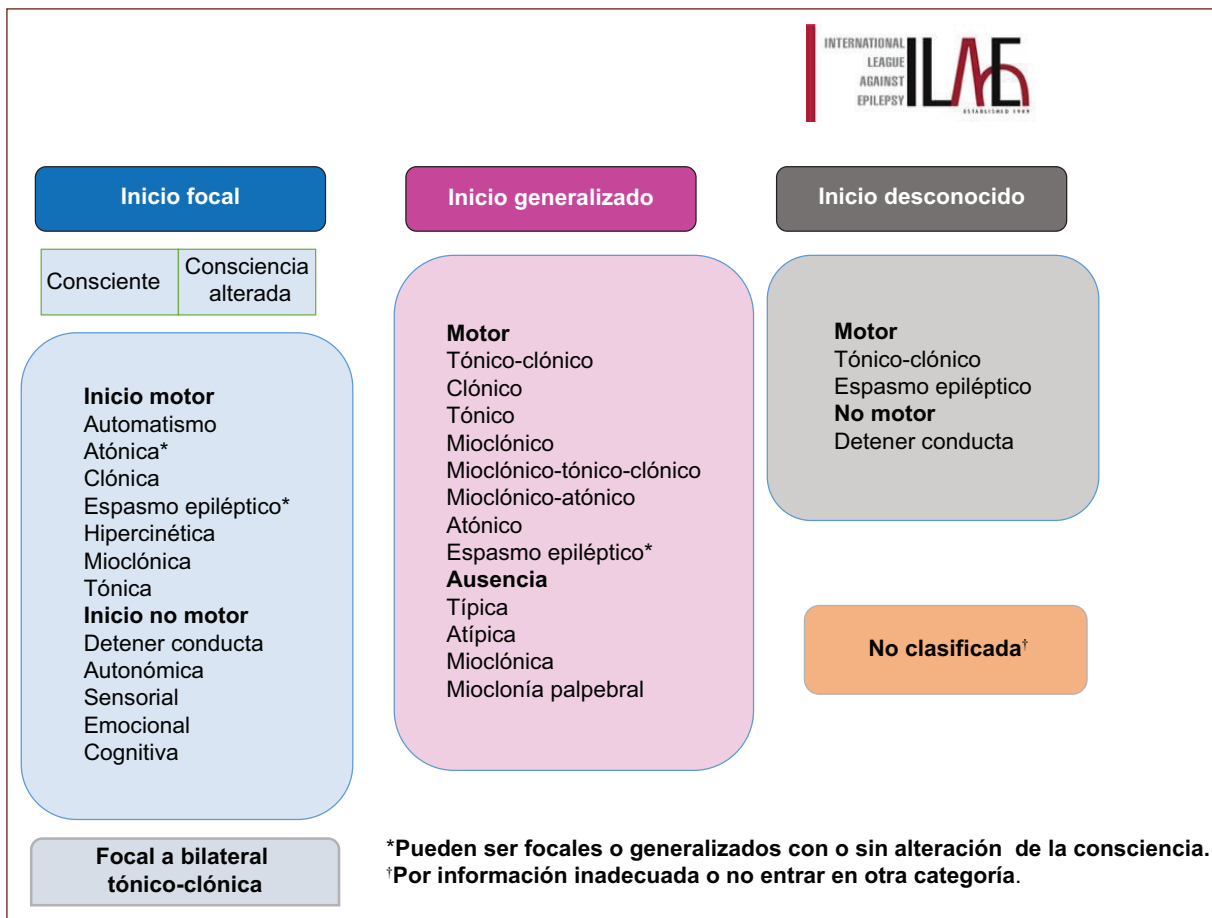 INTERNATIONAL
LEAGUE
AGAINST
EPILEPSY
ILAE
ESTABLISHED 1909
Inicio focal
Consciente
Consciencia
alterada
Inicio motor
Automatismo
Atónica*
Clónica
Espasmo epiléptico*
Hipercinética
Mioclónica
Tónica
Inicio no motor
Detener conducta
Autonómica
Sensorial
Emocional
Cognitiva
Focal a bilateral
tónico-clónica
Inicio generalizado
Motor
Tónico-clónico
Clónico
Tónico
Mioclónico
Mioclónico-tónico-clónico
Mioclónico-atónico
Atónico
Espasmo epiléptico*
Ausencia
Típica
Atípica
Mioclónica
Mioclonía palpebral
Inicio desconocido
Motor
Tónico-clónico
Espasmo epiléptico
No motor
Detener conducta
No clasificada†
*Pueden ser focales o generalizados con o sin alteración de la consciencia.
†Por información inadecuada o no entrar en otra categoría.